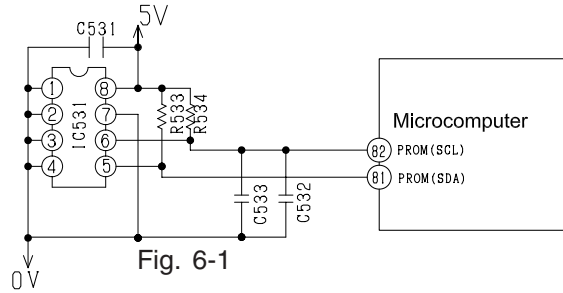 C531
5V
1
8
2
7
3
6
4
5
IC531
R533
R534
Microcomputer
82 PROM(SCL)
81 PROM(SDA)
C533
C532
0V
Fig. 6-1